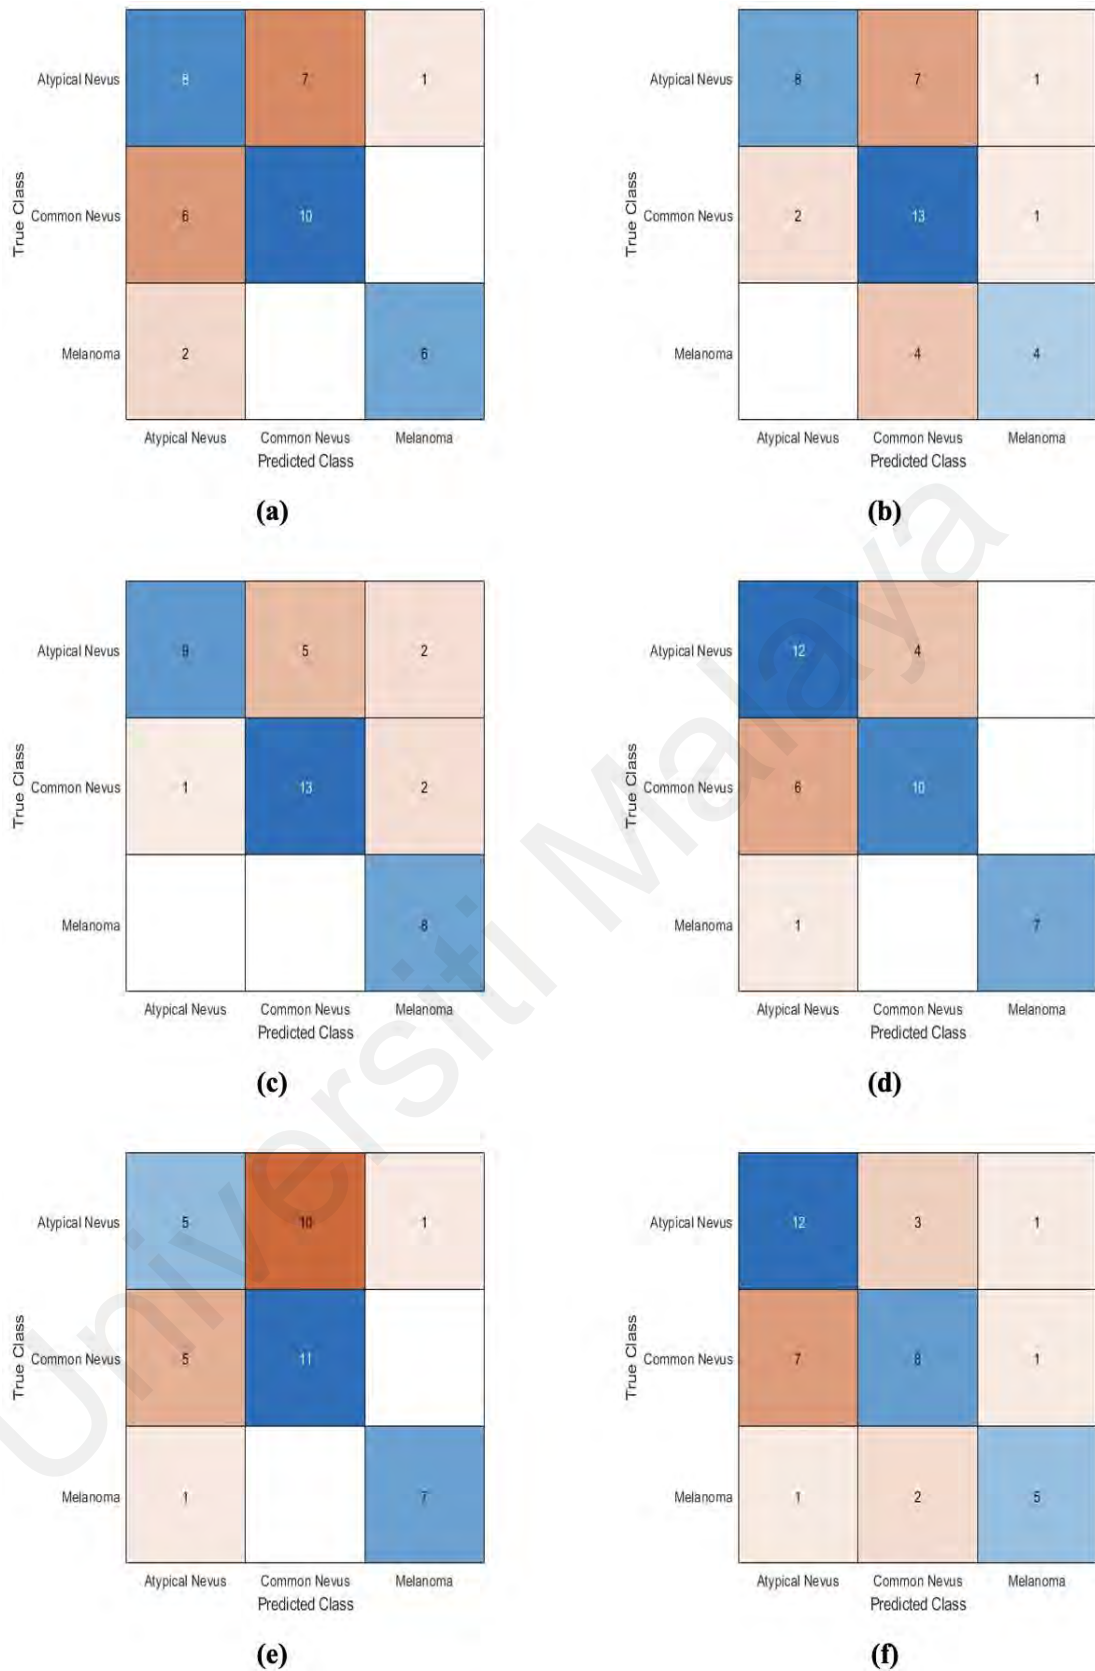 Atypical Nevus 8 7 1
Common Nevus 6 10
Melanoma 2 6
True Class
Atypical Nevus Common Nevus Melanoma
Predicted Class
(a)
Atypical Nevus 8 7 1
Common Nevus 2 13 1
Melanoma 4 4
True Class
Atypical Nevus Common Nevus Melanoma
Predicted Class
(b)
Atypical Nevus 9 5 2
Common Nevus 1 13 2
Melanoma 8
True Class
Atypical Nevus Common Nevus Melanoma
Predicted Class
(c)
Atypical Nevus 12 4
Common Nevus 6 10
Melanoma 1 7
True Class
Atypical Nevus Common Nevus Melanoma
Predicted Class
(d)
Atypical Nevus 5 10 1
Common Nevus 5 11
Melanoma 1 7
True Class
Atypical Nevus Common Nevus Melanoma
Predicted Class
(e)
Atypical Nevus 12 3 1
Common Nevus 7 8 1
Melanoma 1 2 5
True Class
Atypical Nevus Common Nevus Melanoma
Predicted Class
(f)
Universiti Malaya